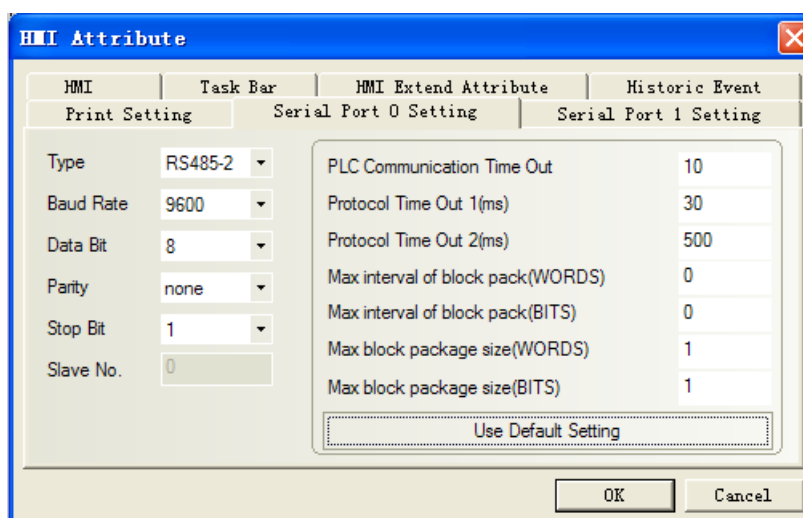 HMI Attribute
HMI Task Bar HMI Extend Attribute Historic Event
Print Setting Serial Port 0 Setting Serial Port 1 Setting
Type RS485-2
Baud Rate 9600
Data Bit 8
Parity none
Stop Bit 1
Slave No. 0
PLC Communication Time Out 10
Protocol Time Out 1(ms) 30
Protocol Time Out 2(ms) 500
Max interval of block pack(WORDS) 0
Max interval of block pack(BITS) 0
Max block package size(WORDS) 1
Max block package size(BITS) 1
Use Default Setting
OK Cancel